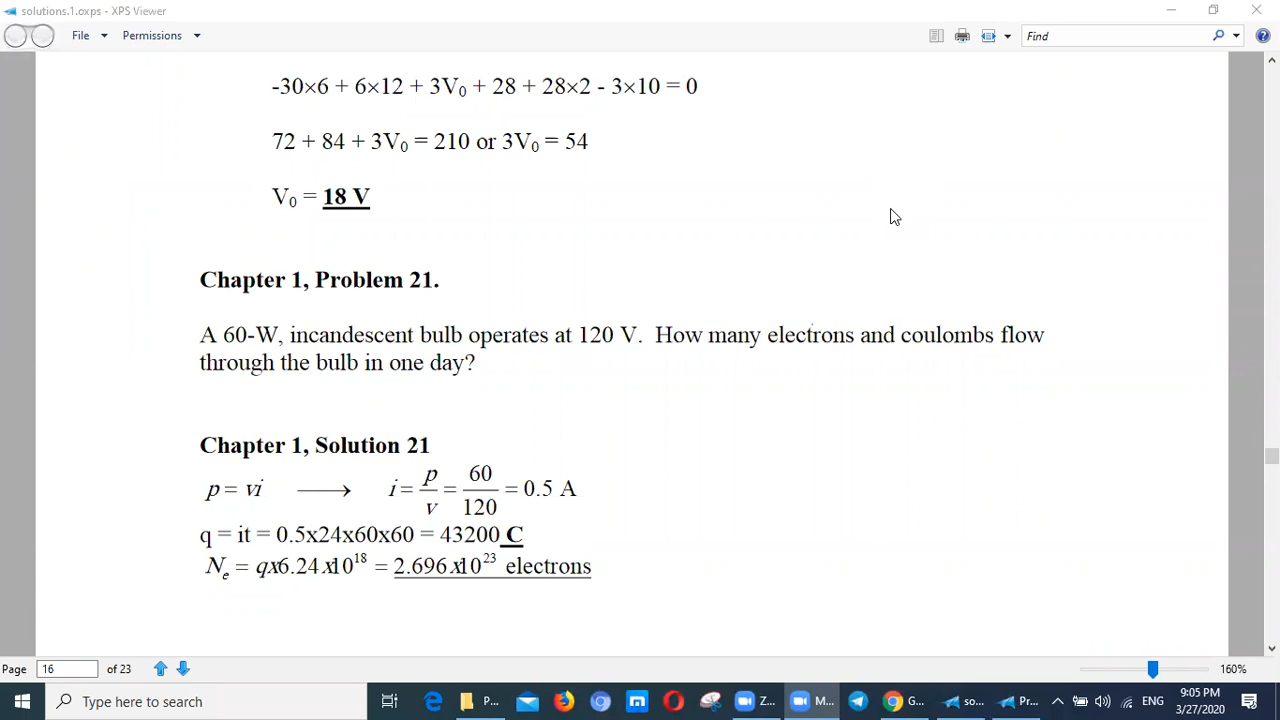 solutions.1.oxps - XPS Viewer
File Permissions Find
-30×6 + 6×12 + 3V₀ + 28 + 28×2 - 3×10 = 0
72 + 84 + 3V₀ = 210 or 3V₀ = 54
V₀ = 18 V
Chapter 1, Problem 21.
A 60-W, incandescent bulb operates at 120 V. How many electrons and coulombs flow
through the bulb in one day?
Chapter 1, Solution 21
p = vi ⟶ i = p/v = 60/120 = 0.5 A
q = it = 0.5x24x60x60 = 43200 C
Nₑ = qx6.24x10¹⁸ = 2.696x10²³ electrons
Page 16 of 23 160%
Type here to search P... Z... M... G... so... Pr... ENG 9:05 PM
3/27/2020